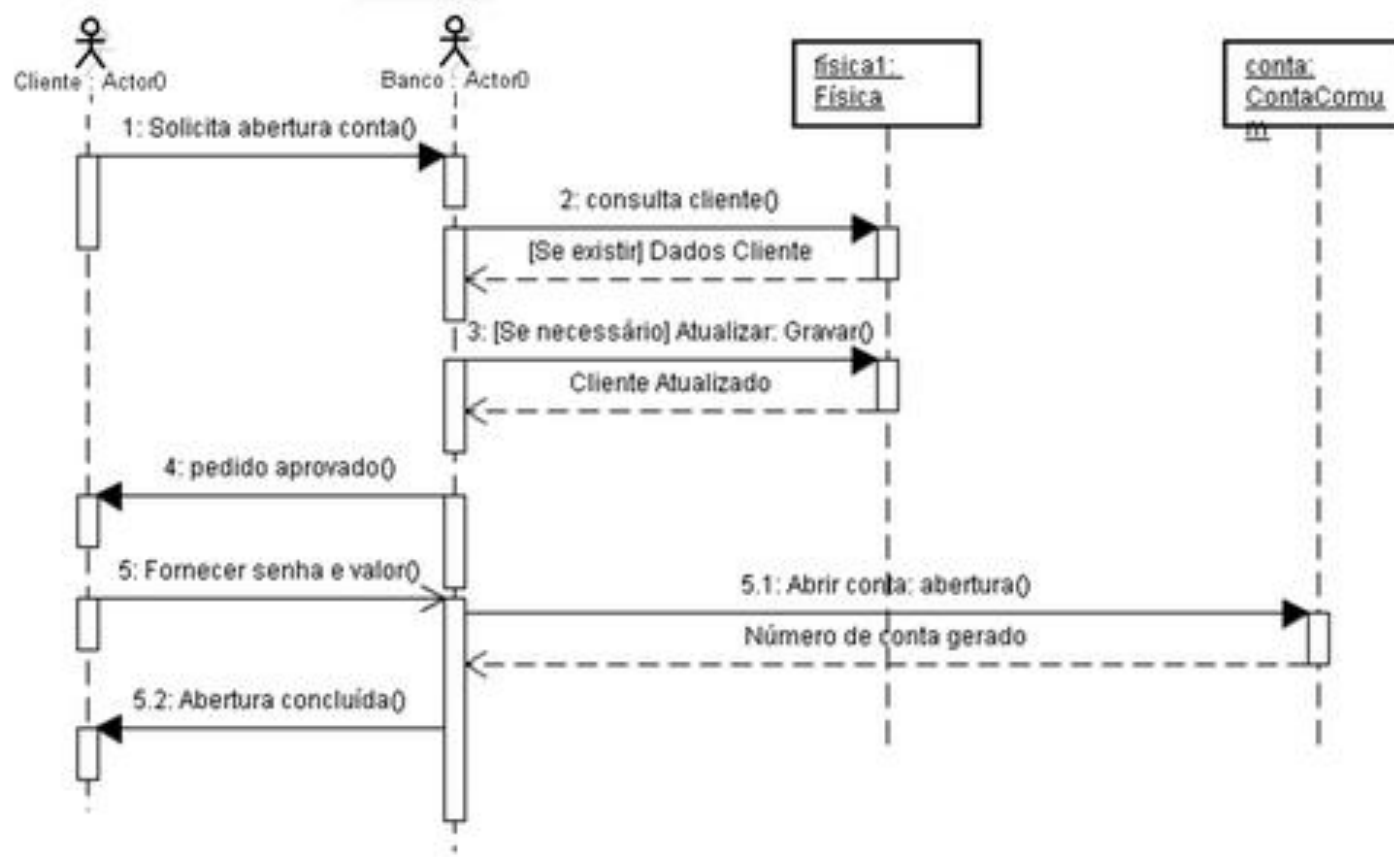 Cliente : Actor0
Banco : Actor0
física1:
Física
conta:
ContaComu
m
1: Solicita abertura conta()
2: consulta cliente()
[Se existir] Dados Cliente
3: [Se necessário] Atualizar: Gravar()
Cliente Atualizado
4: pedido aprovado()
5: Fornecer senha e valor()
5.1: Abrir conta: abertura()
Número de conta gerado
5.2: Abertura concluída()